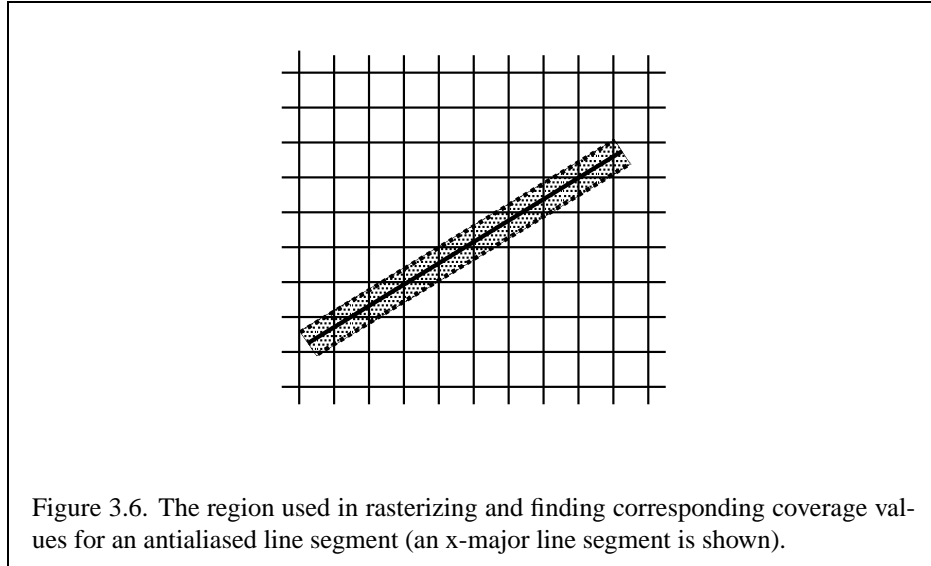 Figure 3.6. The region used in rasterizing and finding corresponding coverage val-
ues for an antialiased line segment (an x-major line segment is shown).